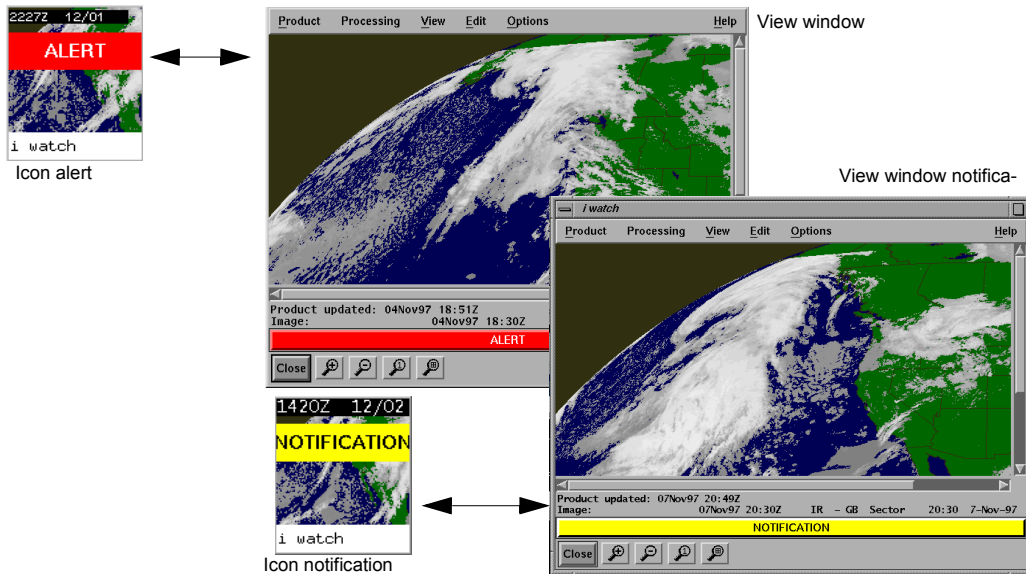 2227Z 12/01
ALERT
i watch
Icon alert
Product Processing View Edit Options Help
View window
Product updated: 04Nov97 18:51Z
Image: 04Nov97 18:30Z
ALERT
Close
View window notifica-
i watch
Product Processing View Edit Options Help
Product updated: 07Nov97 20:49Z
Image: 07Nov97 20:30Z IR - GB Sector 20:30 7-Nov-97
NOTIFICATION
Close
1420Z 12/02
NOTIFICATION
i watch
Icon notification